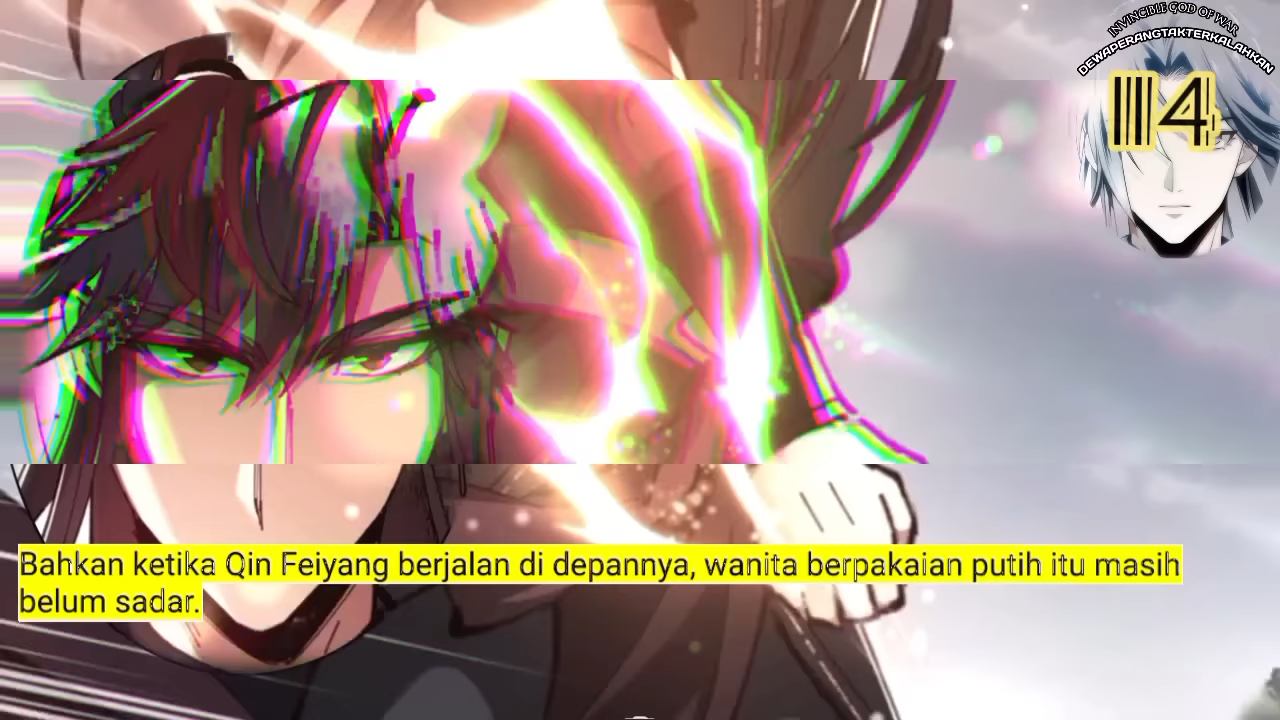 INVINCIBLE GOD OF WAR
DEWAPERANGTAKTERKALAHKAN
114
Bahkan ketika Qin Feiyang berjalan di depannya, wanita berpakaian putih itu masih
belum sadar.